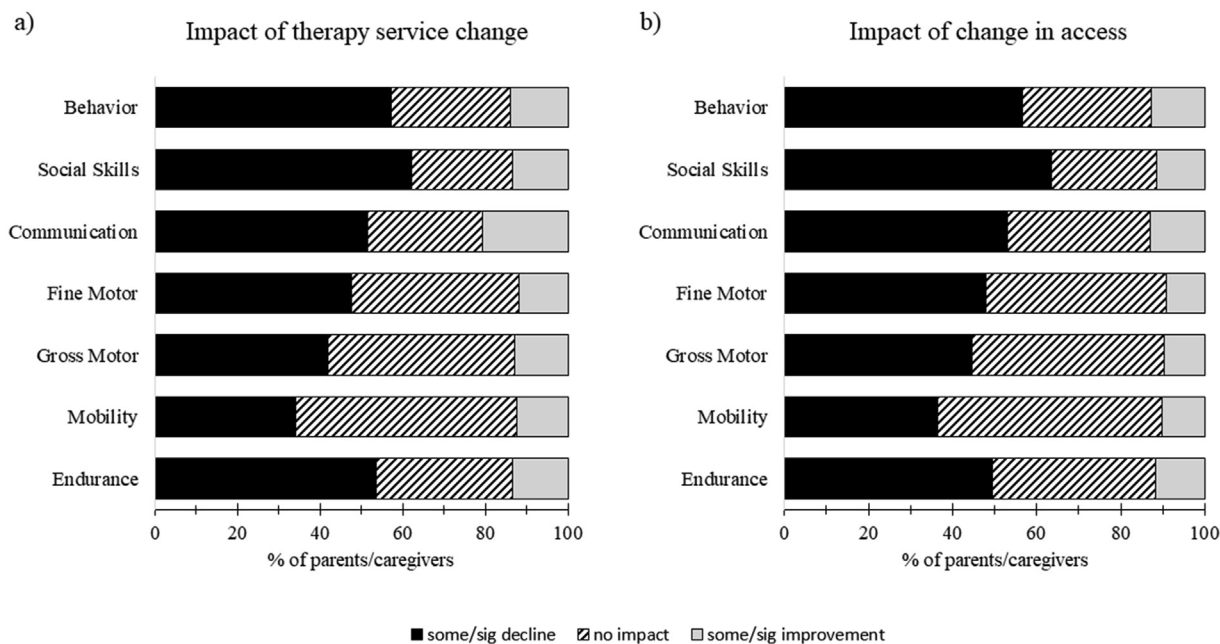 a)
Impact of therapy service change
Behavior
Social Skills
Communication
Fine Motor
Gross Motor
Mobility
Endurance
0 20 40 60 80 100
% of parents/caregivers
b)
Impact of change in access
Behavior
Social Skills
Communication
Fine Motor
Gross Motor
Mobility
Endurance
0 20 40 60 80 100
% of parents/caregivers
some/sig decline no impact some/sig improvement